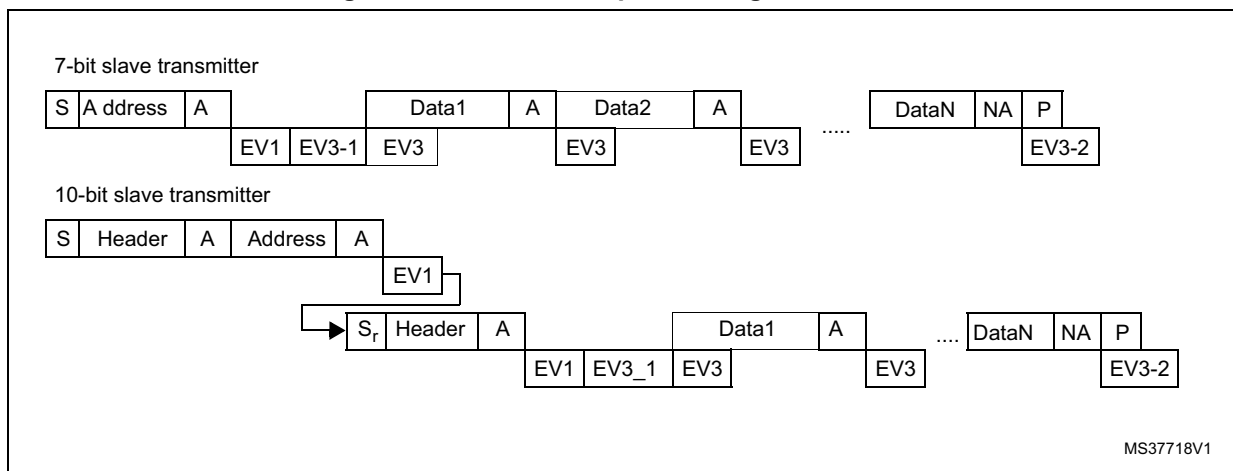 7-bit slave transmitter
S A ddress A Data1 A Data2 A ..... DataN NA P
EV1 EV3-1 EV3 EV3 EV3 EV3-2
10-bit slave transmitter
S Header A Address A
EV1
Sr Header A Data1 A .... DataN NA P
EV1 EV3_1 EV3 EV3 EV3-2
MS37718V1